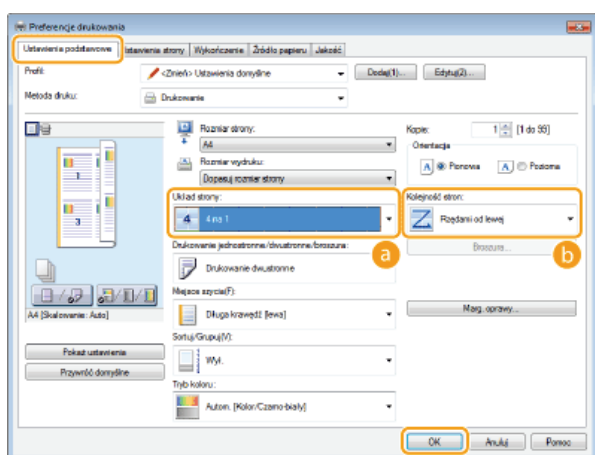 Preferencje drukowania
Ustawienia podstawowe Ustawienia strony Wykończenie Źródło papieru Jakość
Profil: <Zmień> Ustawienia domyślne Dodaj(1)... Edytuj(2)...
Metoda druku: Drukowanie
Rozmiar strony: Kopie: 1 [1 do 99]
A4 Orientacja
Rozmiar wydruku: A Pionowa A Pozioma
Dopasuj rozmiar strony
Układ strony: Kolejność stron:
4 4 na 1 Rzędami od lewej
a b
Drukowanie jednostronne/dwustronne/broszura: Broszura...
Drukowanie dwustronne
1
3
Miejsce szycia(F): Marg. oprawy...
A4 [Skalowanie: Auto] Długa krawędź [lewa]
Sortuj/Grupuj(V):
Pokaż ustawienia Wył.
Przywróć domyślne
Tryb koloru:
Autom. [Kolor/Czarno-biały]
OK Anuluj Pomoc